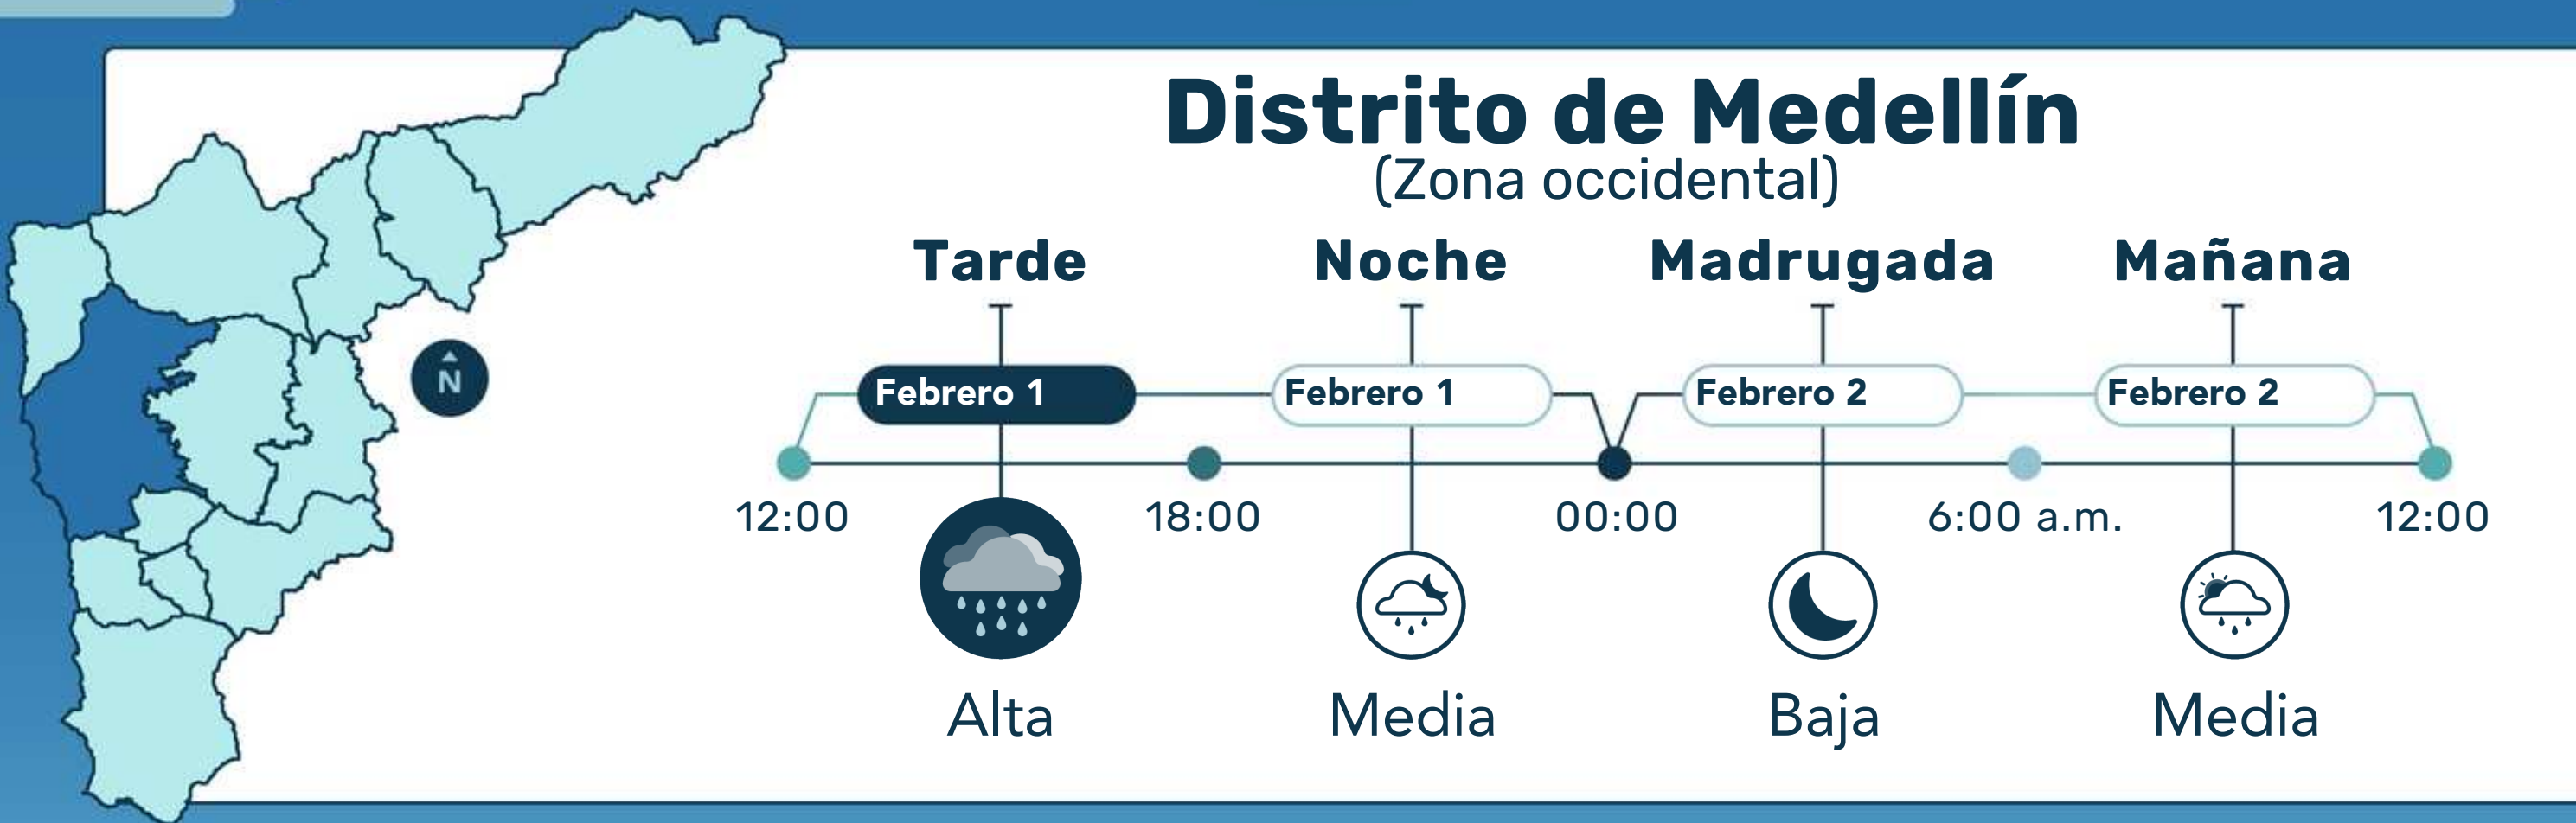 Distrito de Medellín
(Zona occidental)
Tarde Noche Madrugada Mañana
N
Febrero 1 Febrero 1 Febrero 2 Febrero 2
12:00 18:00 00:00 6:00 a.m. 12:00
Alta Media Baja Media